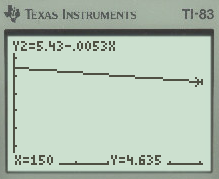 TEXAS INSTRUMENTS TI-83
Y2=5.43-.0053X
X=150 Y=4.635